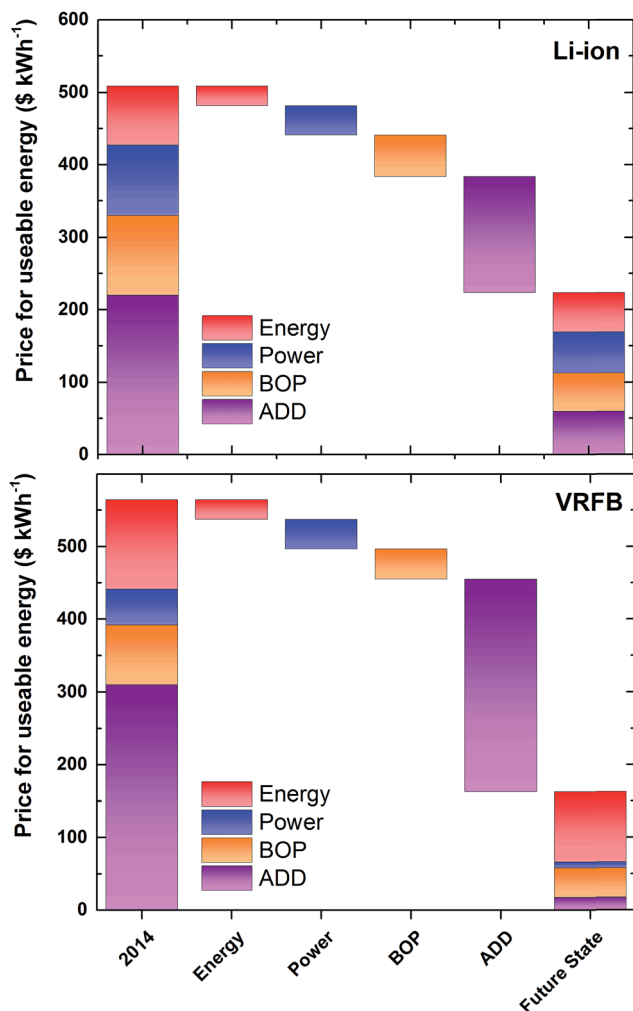 Price for useable energy ($ kWh⁻¹)
600
500
400
300
200
100
0
Li-ion
Energy
Power
BOP
ADD
Price for useable energy ($ kWh⁻¹)
500
400
300
200
100
0
VRFB
Energy
Power
BOP
ADD
2014
Energy
Power
BOP
ADD
Future State